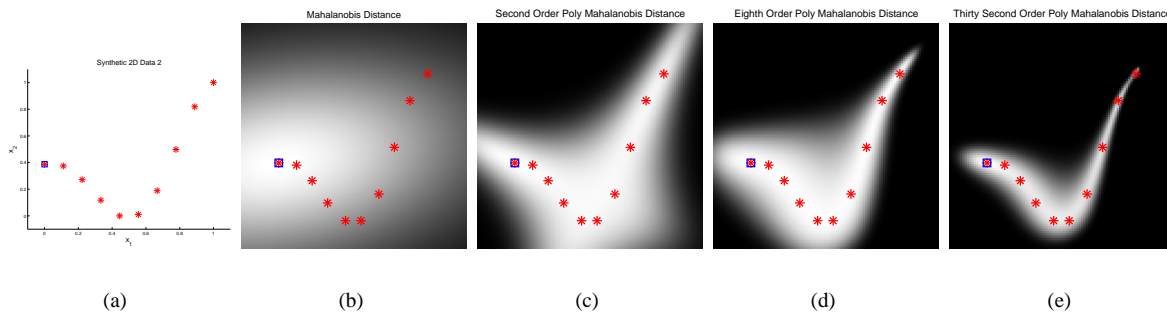 Mahalanobis Distance
Second Order Poly Mahalanobis Distance
Eighth Order Poly Mahalanobis Distance
Thirty Second Order Poly Mahalanobis Distance
Synthetic 2D Data 2
1
0.8
0.6
0.4
0.2
0
x_2
0 0.2 0.4 0.6 0.8 1
x_1
(a) (b) (c) (d) (e)